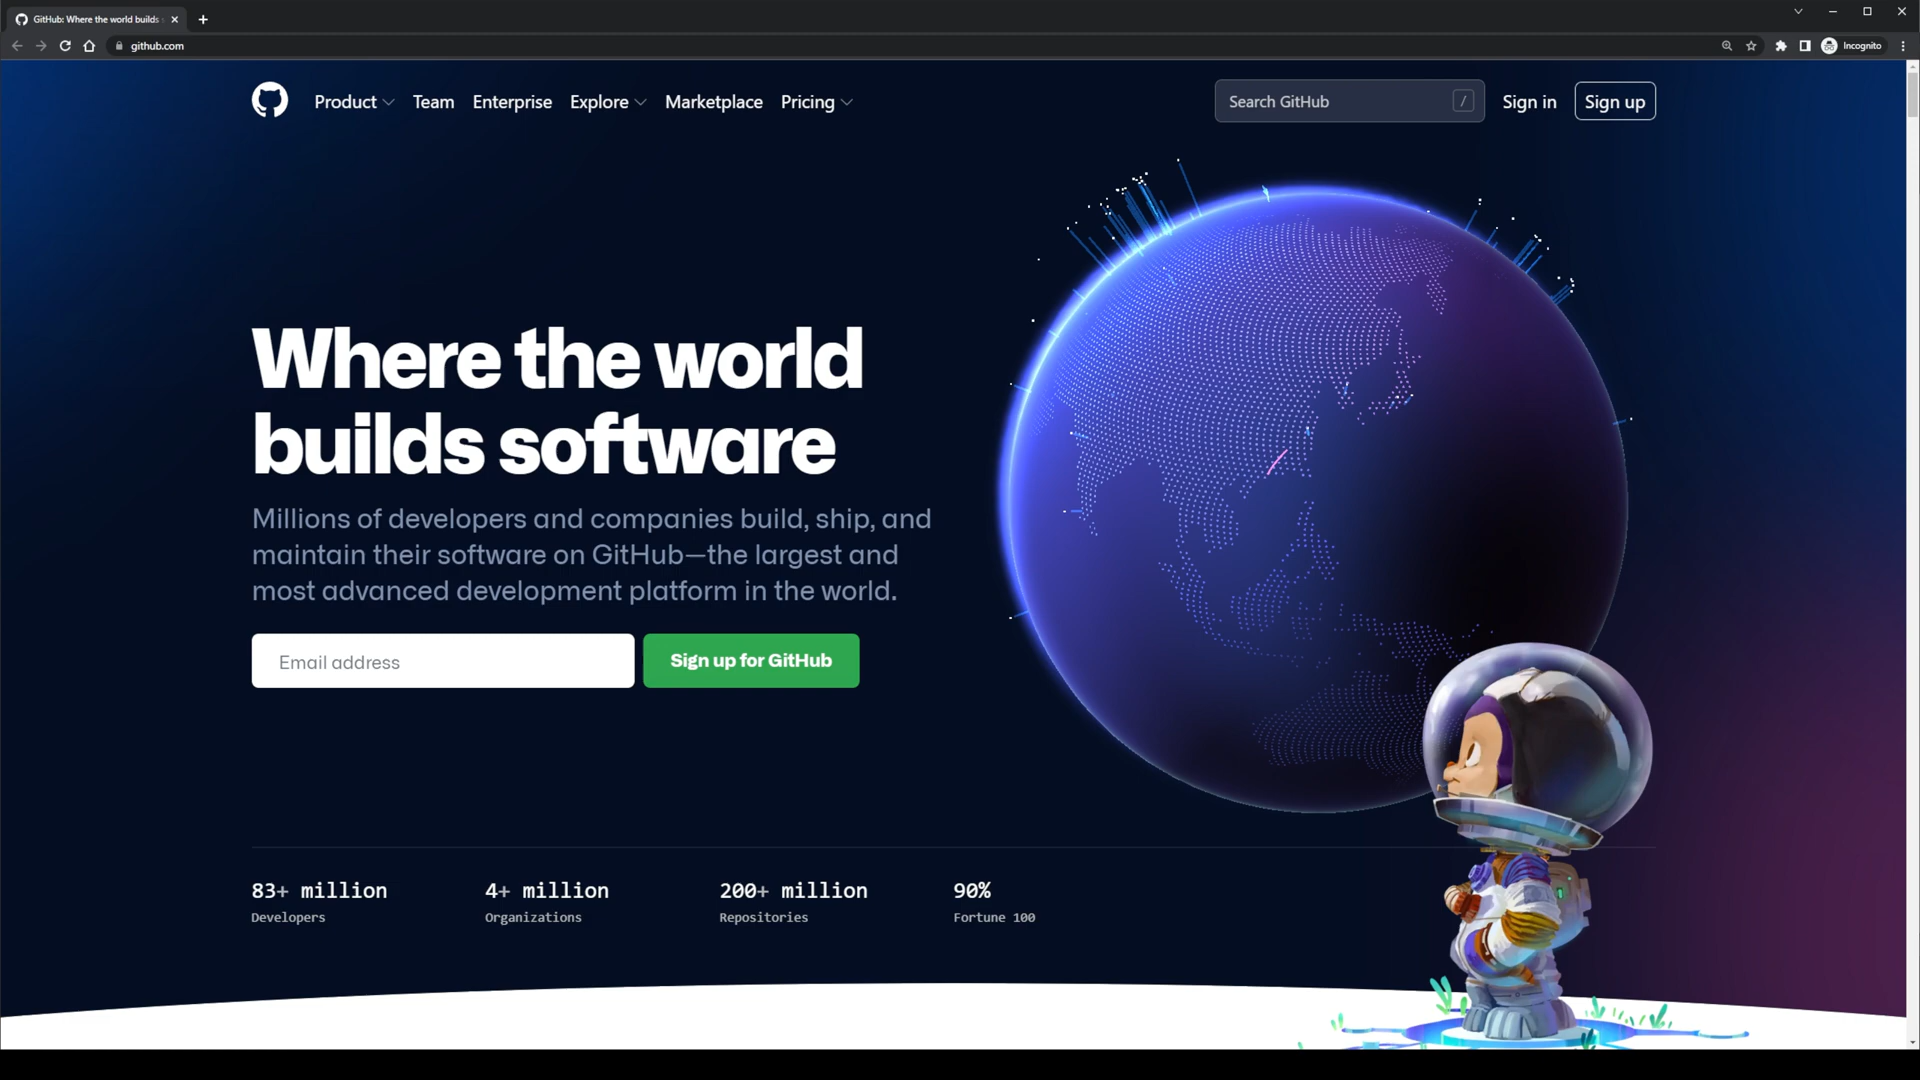 GitHub: Where the world builds
github.com
Incognito
Product Team Enterprise Explore Marketplace Pricing
Search GitHub /
Sign in
Sign up
Where the world
builds software
Millions of developers and companies build, ship, and
maintain their software on GitHub—the largest and
most advanced development platform in the world.
Email address
Sign up for GitHub
83+ million 4+ million 200+ million 90%
Developers Organizations Repositories Fortune 100